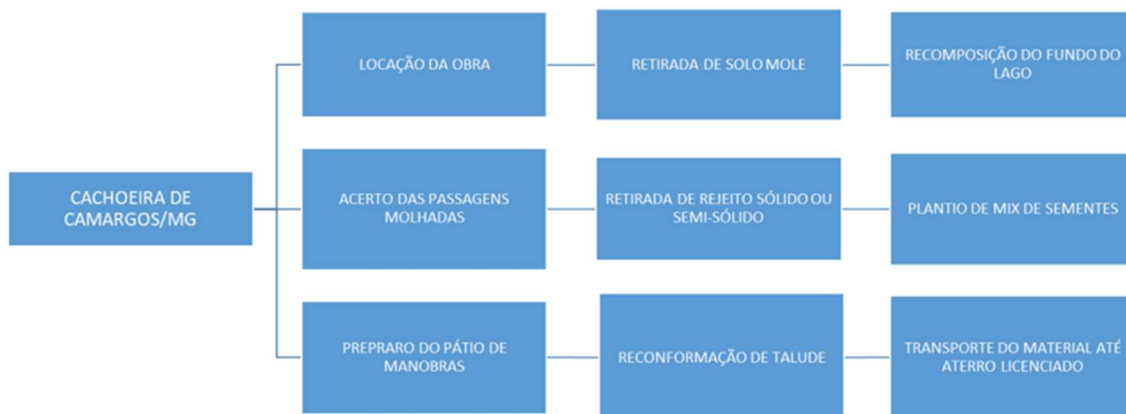 LOCAÇÃO DA OBRA
RETIRADA DE SOLO MOLE
RECOMPOSIÇÃO DO FUNDO DO
LAGO
CACHOEIRA DE
CAMARGOS/MG
ACERTO DAS PASSAGENS
MOLHADAS
RETIRADA DE REJEITO SÓLIDO OU
SEMI-SÓLIDO
PLANTIO DE MIX DE SEMENTES
PREPRARO DO PÁTIO DE
MANOBRAS
RECONFORMAÇÃO DE TALUDE
TRANSPORTE DO MATERIAL ATÉ
ATERRO LICENCIADO